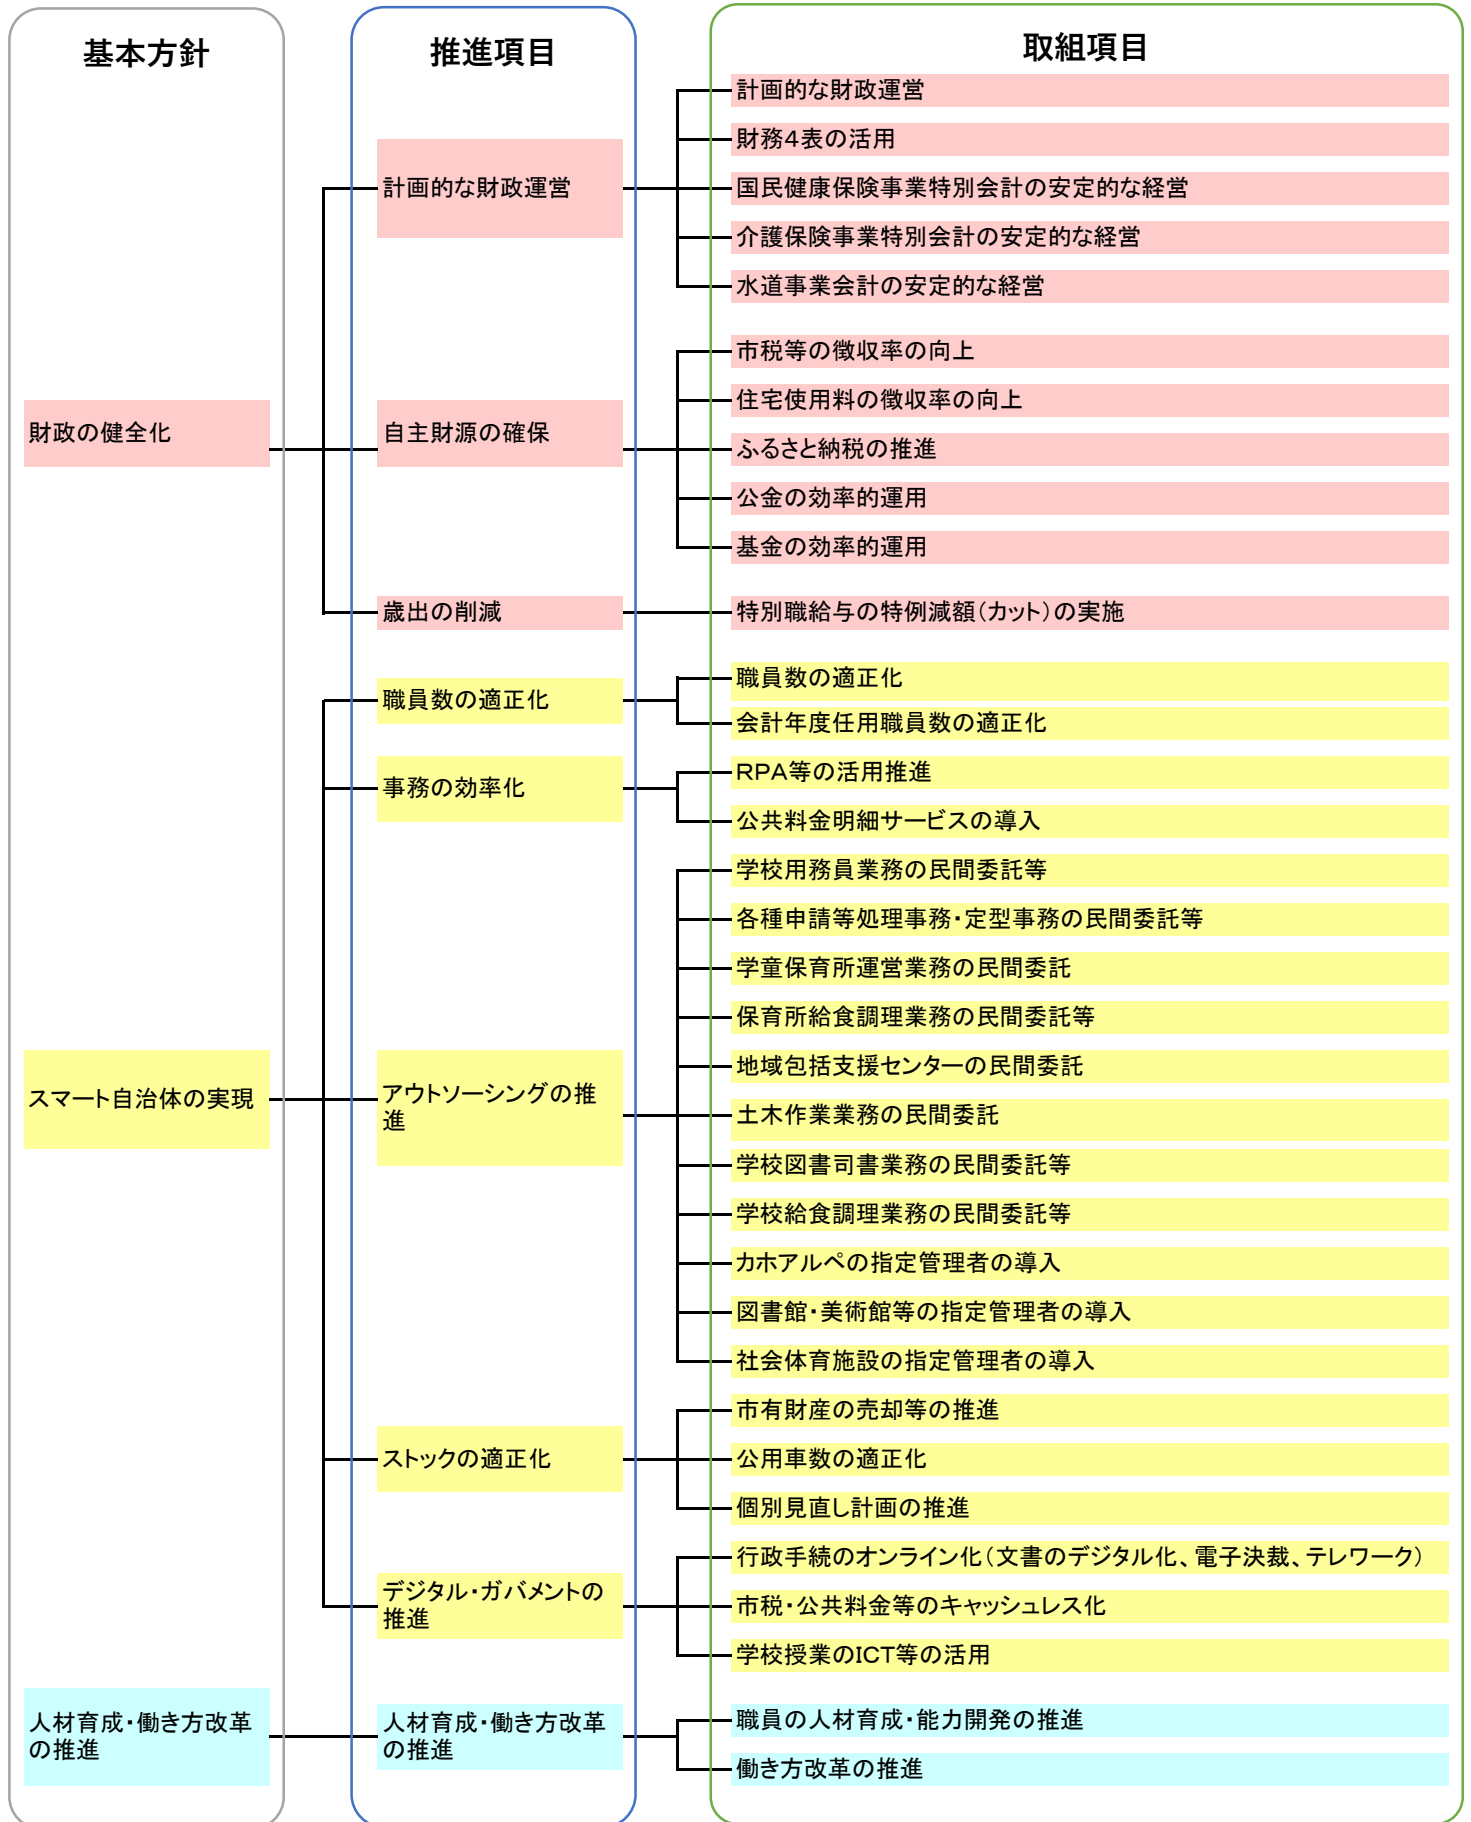 基本方針
推進項目
取組項目
財政の健全化
計画的な財政運営
計画的な財政運営
財務４表の活用
国民健康保険事業特別会計の安定的な経営
介護保険事業特別会計の安定的な経営
水道事業会計の安定的な経営
自主財源の確保
市税等の徴収率の向上
住宅使用料の徴収率の向上
ふるさと納税の推進
公金の効率的運用
基金の効率的運用
歳出の削減
特別職給与の特例減額（カット）の実施
スマート自治体の実現
職員数の適正化
職員数の適正化
会計年度任用職員数の適正化
事務の効率化
RPA等の活用推進
公共料金明細サービスの導入
アウトソーシングの推
進
学校用務員業務の民間委託等
各種申請等処理事務・定型事務の民間委託等
学童保育所運営業務の民間委託
保育所給食調理業務の民間委託等
地域包括支援センターの民間委託
土木作業業務の民間委託
学校図書司書業務の民間委託等
学校給食調理業務の民間委託等
カホアルペの指定管理者の導入
図書館・美術館等の指定管理者の導入
社会体育施設の指定管理者の導入
ストックの適正化
市有財産の売却等の推進
公用車数の適正化
個別見直し計画の推進
デジタル・ガバメントの
推進
行政手続のオンライン化（文書のデジタル化、電子決裁、テレワーク）
市税・公共料金等のキャッシュレス化
学校授業のICT等の活用
人材育成・働き方改革
の推進
人材育成・働き方改革
の推進
職員の人材育成・能力開発の推進
働き方改革の推進